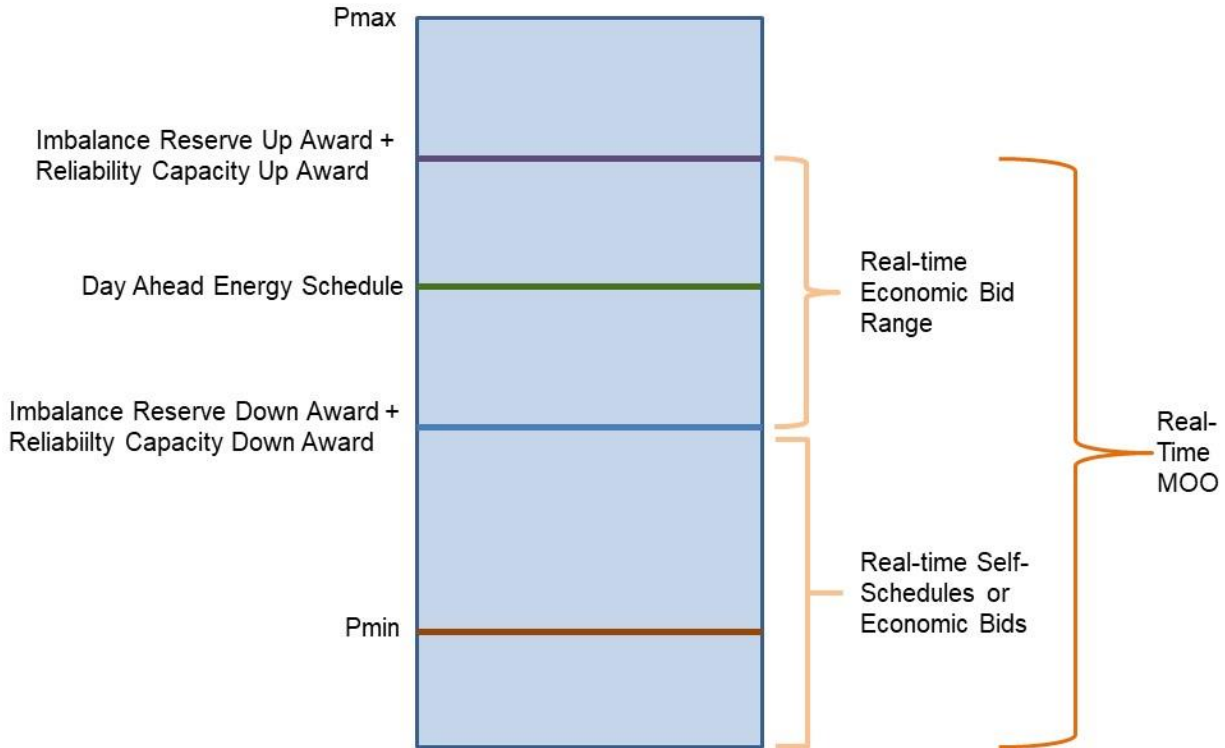 Pmax
Imbalance Reserve Up Award +
Reliability Capacity Up Award
Real-time
Economic Bid
Range
Day Ahead Energy Schedule
Imbalance Reserve Down Award +
Reliabiilty Capacity Down Award
Real-
Time
MOO
Real-time Self-
Schedules or
Economic Bids
Pmin